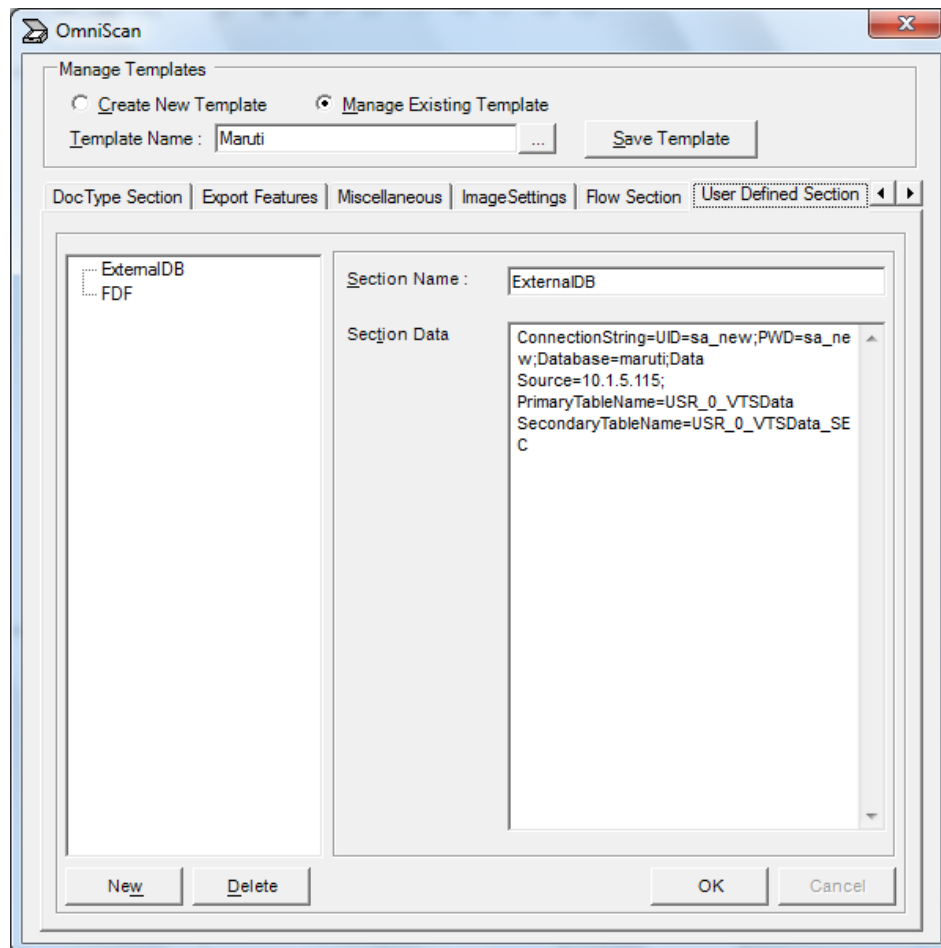 OmniScan
Manage Templates
Create New Template Manage Existing Template
Template Name : Maruti ... Save Template
DocType Section Export Features Miscellaneous ImageSettings Flow Section User Defined Section
ExternalDB
FDF
Section Name : ExternalDB
Section Data
ConnectionString=UID=sa_new;PWD=sa_ne
w;Database=maruti;Data
Source=10.1.5.115;
PrimaryTableName=USR_0_VTSData
SecondaryTableName=USR_0_VTSData_SE
C
New Delete OK Cancel